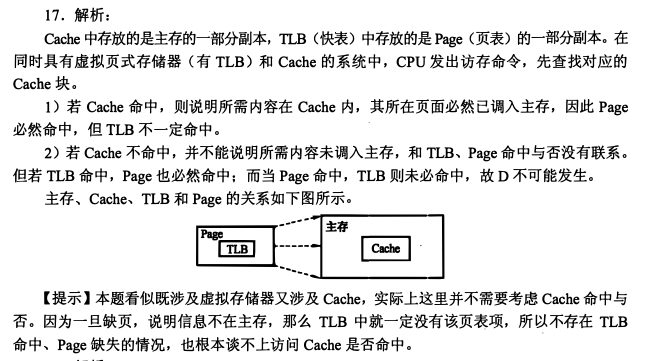 17．解析：
Cache 中存放的是主存的一部分副本，TLB（快表）中存放的是 Page（页表）的一部分副本。在
同时具有虚拟页式存储器（有 TLB）和 Cache 的系统中，CPU 发出访存命令，先查找对应的
Cache 块。
1）若 Cache 命中，则说明所需内容在 Cache 内，其所在页面必然已调入主存，因此 Page
必然命中，但 TLB 不一定命中。
2）若 Cache 不命中，并不能说明所需内容未调入主存，和 TLB、Page 命中与否没有联系。
但若 TLB 命中，Page 也必然命中；而当 Page 命中，TLB 则未必命中，故 D 不可能发生。
主存、Cache、TLB 和 Page 的关系如下图所示。
Page
TLB
主存
Cache
【提示】本题看似既涉及虚拟存储器又涉及 Cache，实际上这里并不需要考虑 Cache 命中与
否。因为一旦缺页，说明信息不在主存，那么 TLB 中就一定没有该页表项，所以不存在 TLB
命中、Page 缺失的情况，也根本谈不上访问 Cache 是否命中。